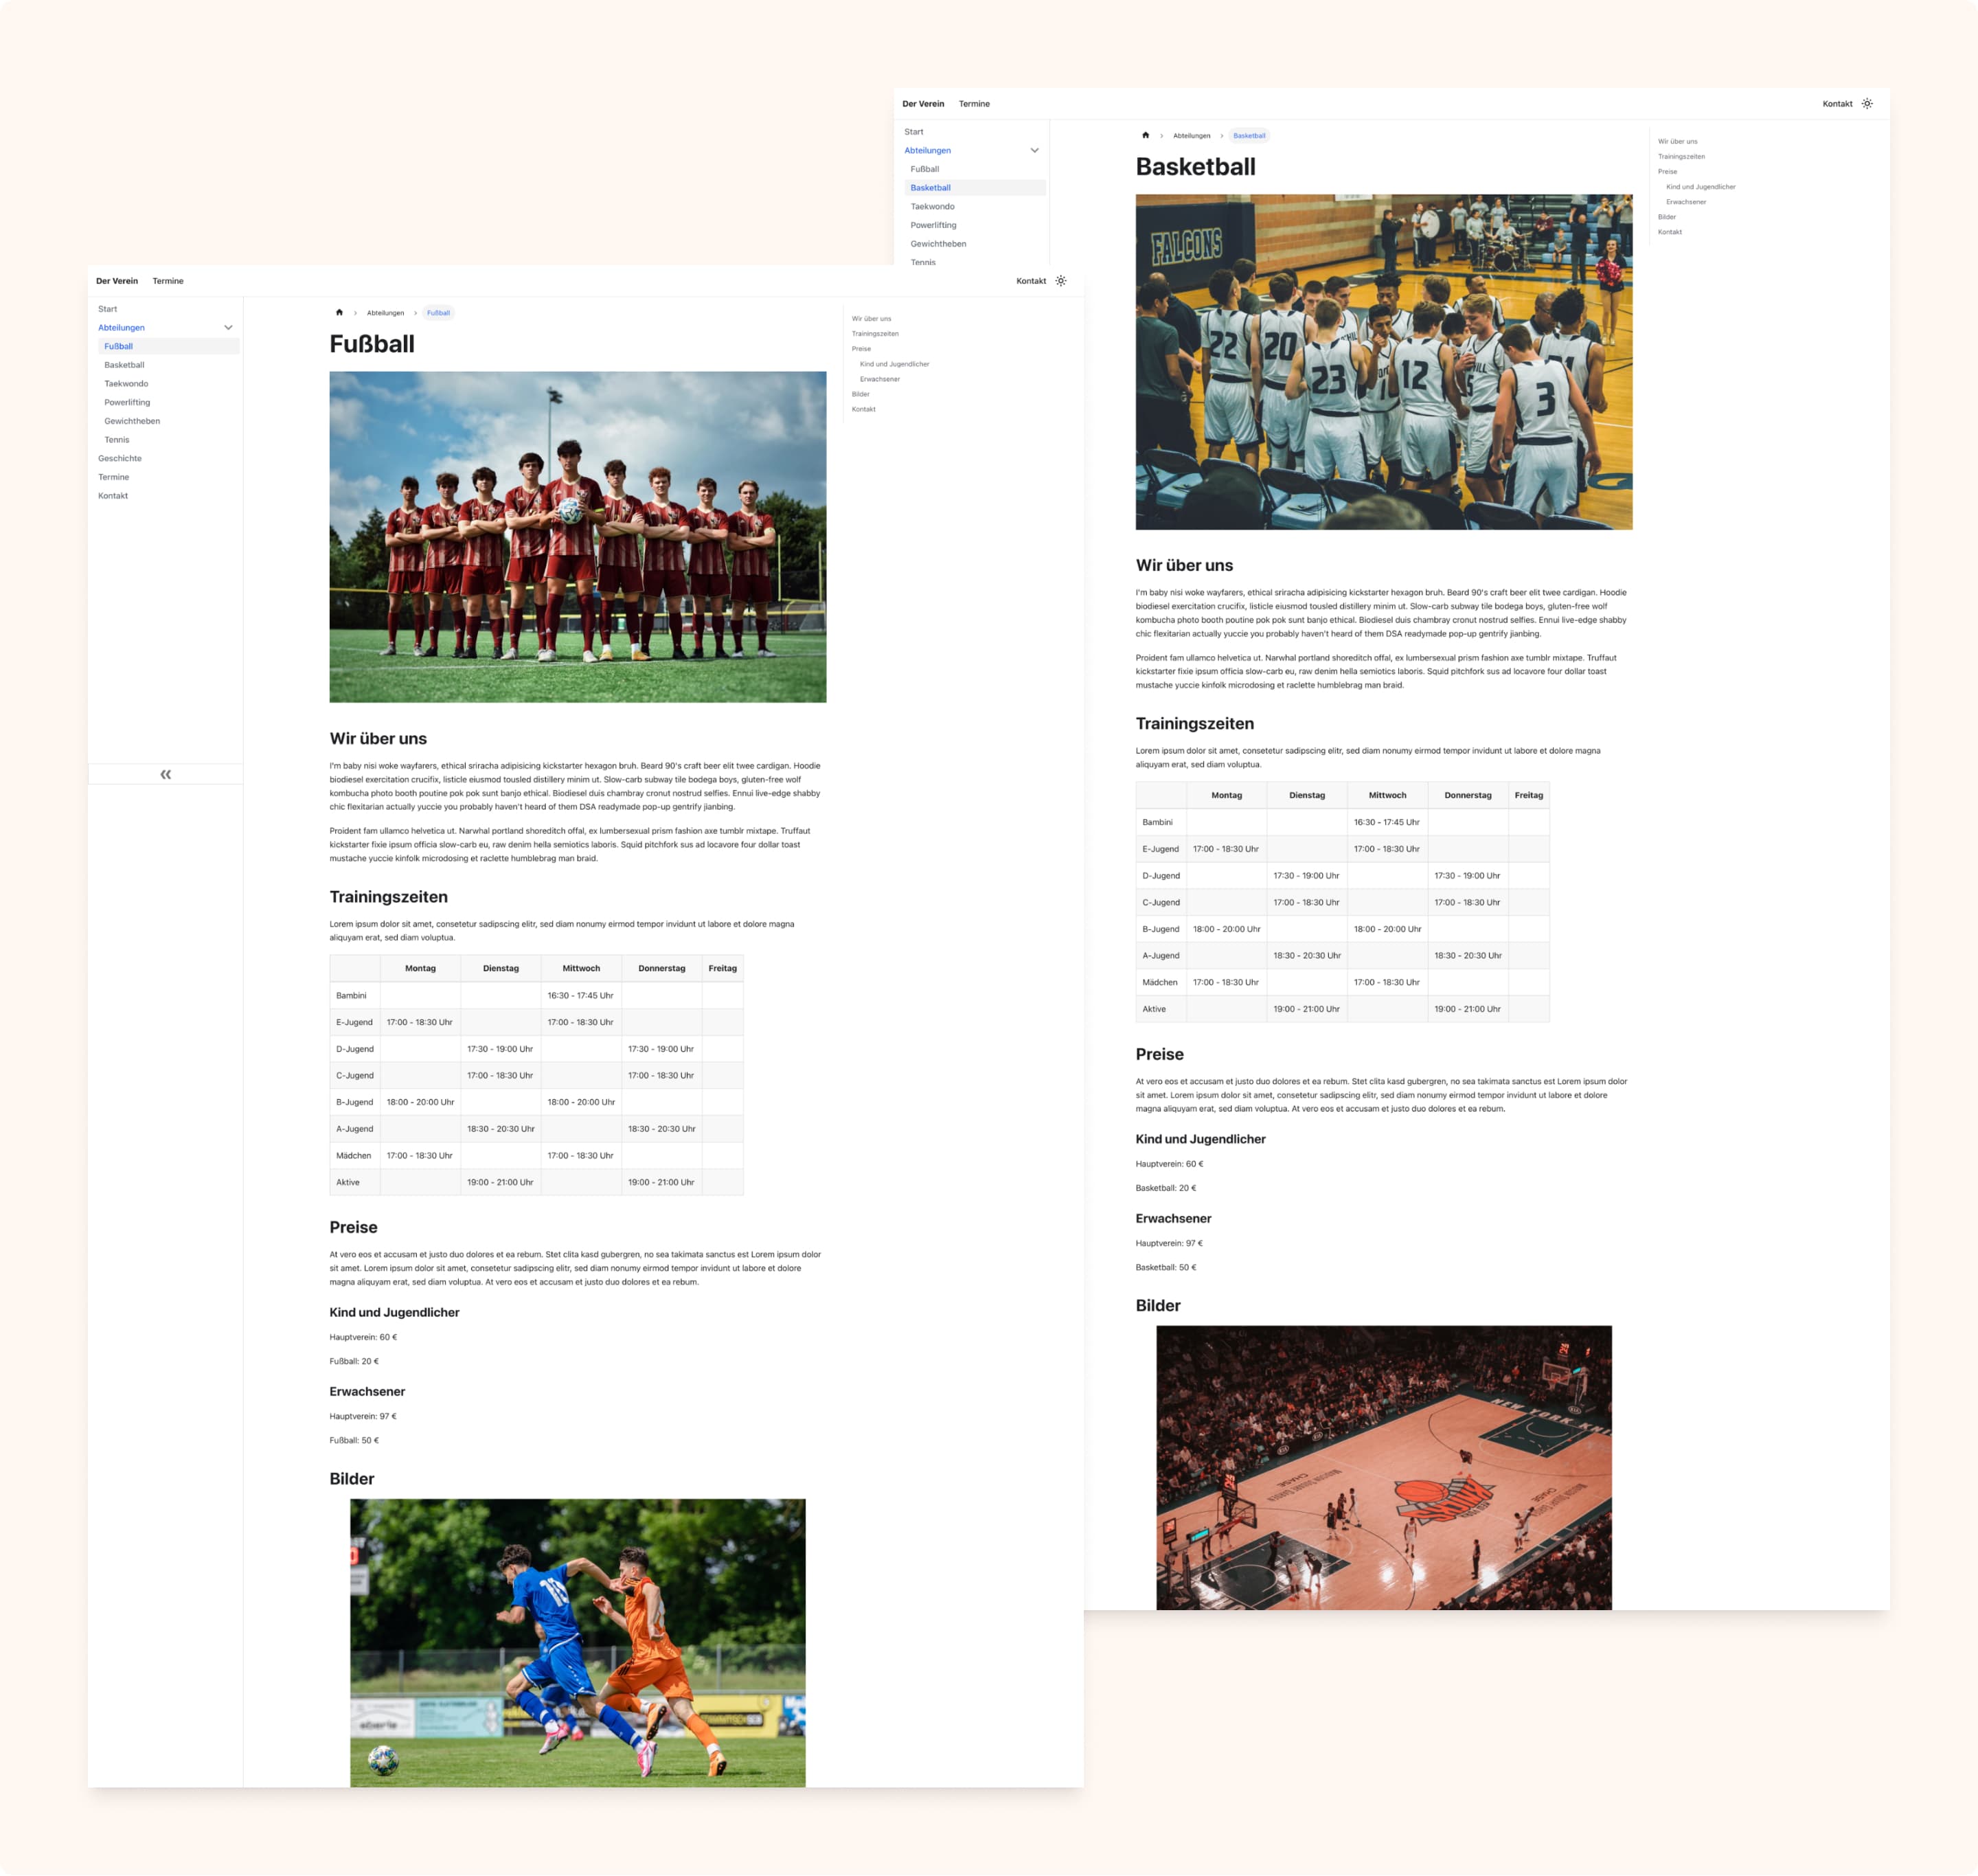 Der Verein Termine Kontakt
Start
Abteilungen
Fußball
Basketball
Taekwondo
Powerlifting
Gewichtheben
Tennis
Abteilungen Basketball
Basketball
FALCONS
22 20 23 12 3
Wir über uns
Trainingszeiten
Preise
Kind und Jugendlicher
Erwachsener
Bilder
Kontakt
Wir über uns
I'm baby nisi woke wayfarers, ethical sriracha adipisicing kickstarter hexagon bruh. Beard 90's craft beer elit twee cardigan. Hoodie
biodiesel exercitation crucifix, listicle eiusmod tousled distillery minim ut. Slow-carb subway tile bodega boys, gluten-free wolf
kombucha photo booth poutine pok pok sunt banjo ethical. Biodiesel duis chambray cronut nostrud selfies. Ennui live-edge shabby
chic flexitarian actually yuccie you probably haven't heard of them DSA readymade pop-up gentrify jianbing.
Proident fam ullamco helvetica ut. Narwhal portland shoreditch offal, ex lumbersexual prism fashion axe tumblr mixtape. Truffaut
kickstarter fixie ipsum officia slow-carb eu, raw denim hella semiotics laboris. Squid pitchfork sus ad locavore four dollar toast
mustache yuccie kinfolk microdosing et raclette humblebrag man braid.
Trainingszeiten
Lorem ipsum dolor sit amet, consetetur sadipscing elitr, sed diam nonumy eirmod tempor invidunt ut labore et dolore magna
aliquyam erat, sed diam voluptua.
Montag Dienstag Mittwoch Donnerstag Freitag
Bambini 16:30 - 17:45 Uhr
E-Jugend 17:00 - 18:30 Uhr 17:00 - 18:30 Uhr
D-Jugend 17:30 - 19:00 Uhr 17:30 - 19:00 Uhr
C-Jugend 17:00 - 18:30 Uhr 17:00 - 18:30 Uhr
B-Jugend 18:00 - 20:00 Uhr 18:00 - 20:00 Uhr
A-Jugend 18:30 - 20:30 Uhr 18:30 - 20:30 Uhr
Mädchen 17:00 - 18:30 Uhr 17:00 - 18:30 Uhr
Aktive 19:00 - 21:00 Uhr 19:00 - 21:00 Uhr
Preise
At vero eos et accusam et justo duo dolores et ea rebum. Stet clita kasd gubergren, no sea takimata sanctus est Lorem ipsum dolor
sit amet. Lorem ipsum dolor sit amet, consetetur sadipscing elitr, sed diam nonumy eirmod tempor invidunt ut labore et dolore
magna aliquyam erat, sed diam voluptua. At vero eos et accusam et justo duo dolores et ea rebum.
Kind und Jugendlicher
Hauptverein: 60 €
Basketball: 20 €
Erwachsener
Hauptverein: 97 €
Basketball: 50 €
Bilder
NEW YORK
MADISON SQUARE GARDEN
CHASE
Der Verein Termine Kontakt
Start
Abteilungen
Fußball
Basketball
Taekwondo
Powerlifting
Gewichtheben
Tennis
Geschichte
Termine
Kontakt
Abteilungen Fußball
Fußball
Wir über uns
Trainingszeiten
Preise
Kind und Jugendlicher
Erwachsener
Bilder
Kontakt
Wir über uns
I'm baby nisi woke wayfarers, ethical sriracha adipisicing kickstarter hexagon bruh. Beard 90's craft beer elit twee cardigan. Hoodie
biodiesel exercitation crucifix, listicle eiusmod tousled distillery minim ut. Slow-carb subway tile bodega boys, gluten-free wolf
kombucha photo booth poutine pok pok sunt banjo ethical. Biodiesel duis chambray cronut nostrud selfies. Ennui live-edge shabby
chic flexitarian actually yuccie you probably haven't heard of them DSA readymade pop-up gentrify jianbing.
Proident fam ullamco helvetica ut. Narwhal portland shoreditch offal, ex lumbersexual prism fashion axe tumblr mixtape. Truffaut
kickstarter fixie ipsum officia slow-carb eu, raw denim hella semiotics laboris. Squid pitchfork sus ad locavore four dollar toast
mustache yuccie kinfolk microdosing et raclette humblebrag man braid.
Trainingszeiten
Lorem ipsum dolor sit amet, consetetur sadipscing elitr, sed diam nonumy eirmod tempor invidunt ut labore et dolore magna
aliquyam erat, sed diam voluptua.
Montag Dienstag Mittwoch Donnerstag Freitag
Bambini 16:30 - 17:45 Uhr
E-Jugend 17:00 - 18:30 Uhr 17:00 - 18:30 Uhr
D-Jugend 17:30 - 19:00 Uhr 17:30 - 19:00 Uhr
C-Jugend 17:00 - 18:30 Uhr 17:00 - 18:30 Uhr
B-Jugend 18:00 - 20:00 Uhr 18:00 - 20:00 Uhr
A-Jugend 18:30 - 20:30 Uhr 18:30 - 20:30 Uhr
Mädchen 17:00 - 18:30 Uhr 17:00 - 18:30 Uhr
Aktive 19:00 - 21:00 Uhr 19:00 - 21:00 Uhr
Preise
At vero eos et accusam et justo duo dolores et ea rebum. Stet clita kasd gubergren, no sea takimata sanctus est Lorem ipsum dolor
sit amet. Lorem ipsum dolor sit amet, consetetur sadipscing elitr, sed diam nonumy eirmod tempor invidunt ut labore et dolore
magna aliquyam erat, sed diam voluptua. At vero eos et accusam et justo duo dolores et ea rebum.
Kind und Jugendlicher
Hauptverein: 60 €
Fußball: 20 €
Erwachsener
Hauptverein: 97 €
Fußball: 50 €
Bilder
eberle